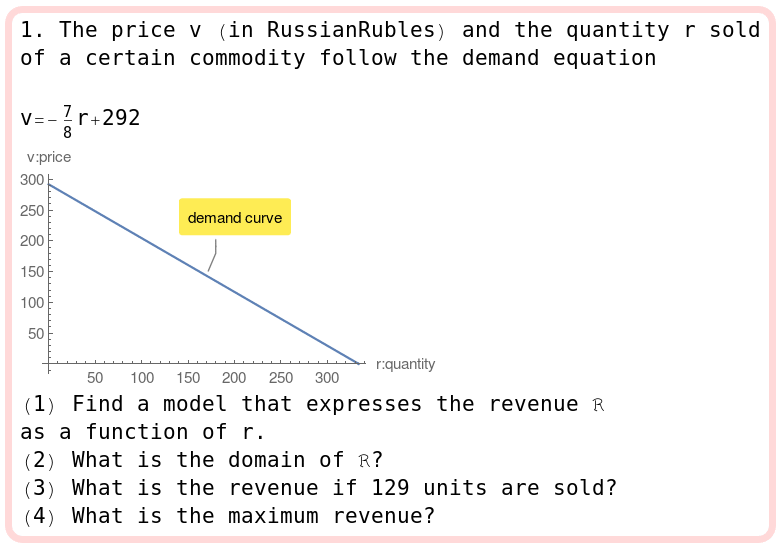 1. The price v (in RussianRubles) and the quantity r sold
of a certain commodity follow the demand equation
v=-7/8 r+292
v:price
300
250
200
150
100
50
demand curve
50 100 150 200 250 300
r:quantity
(1) Find a model that expresses the revenue ℝ
as a function of r.
(2) What is the domain of ℝ?
(3) What is the revenue if 129 units are sold?
(4) What is the maximum revenue?